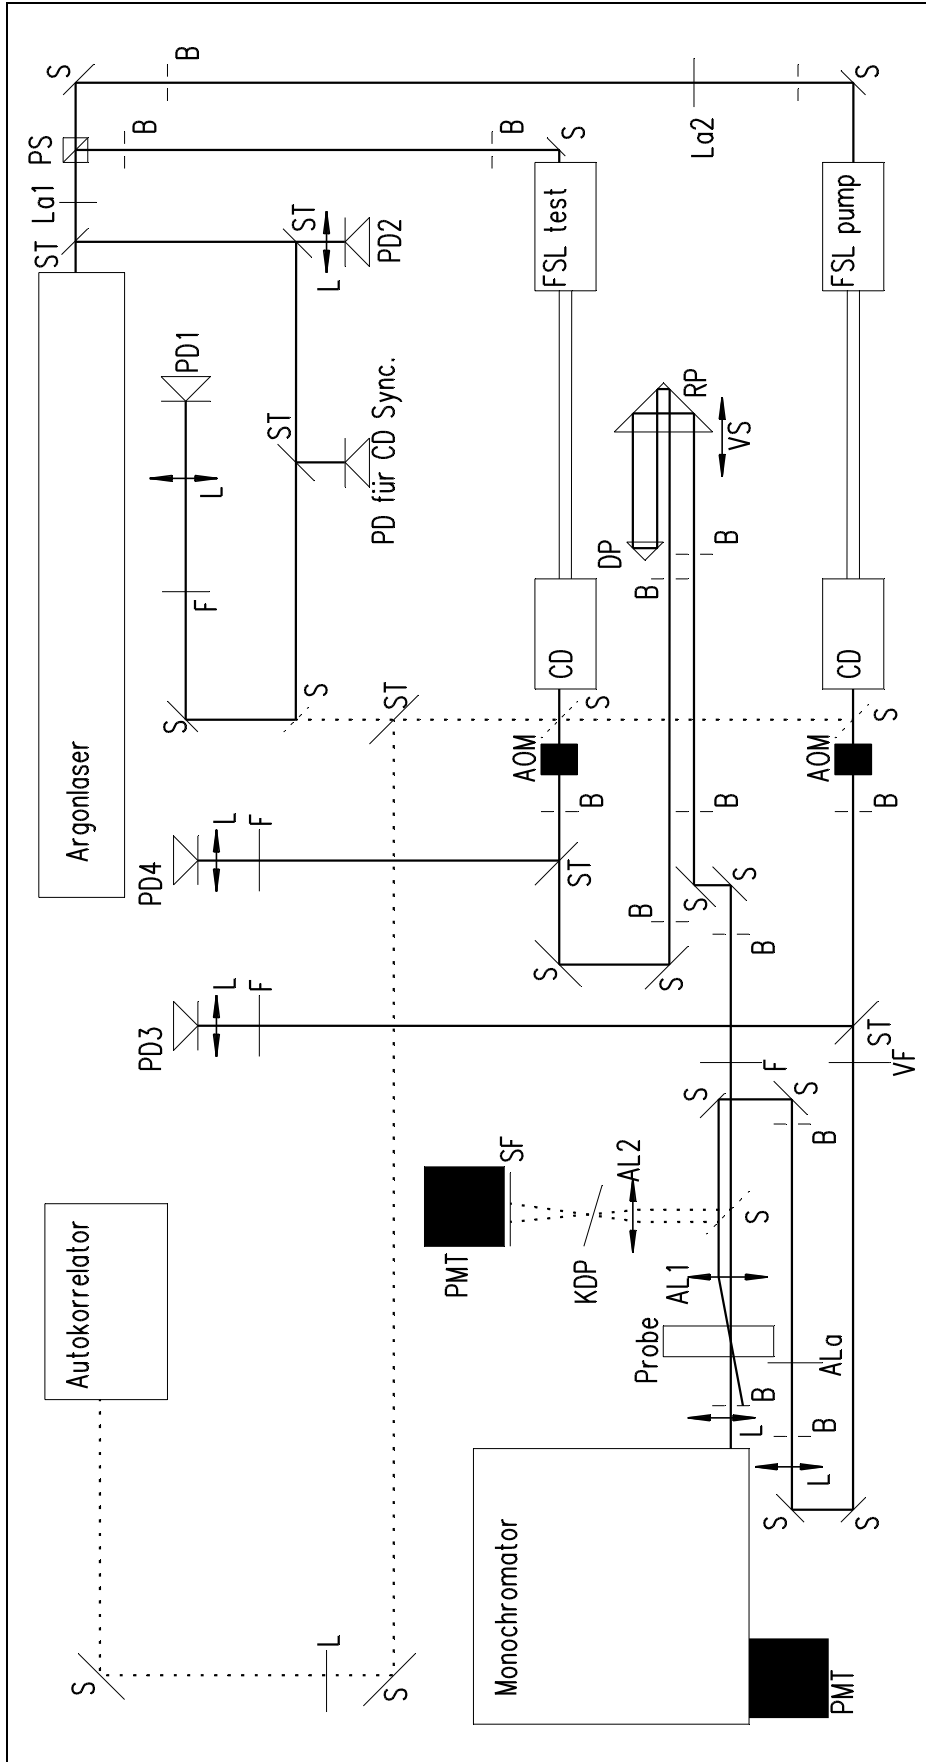 S
Autokorrelator
Argonlaser
ST
La1
PS
S
PD3
PD4
S
PD1
B
B
F
L
L
L
F
F
ST
ST
S
L
L
PD für CD Sync.
PD2
S
ST
PMT
Monochromator
SF
B
AOM
FSL test
S
CD
S
KDP
ST
B
S
DP
AL2
Probe
B
B
AL1
S
S
S
RP
La2
B
B
VS
L
B
S
B
S
S
F
L
B
ALa
B
S
AOM
PMT
CD
FSL pump
S
ST
S
B
S
VF